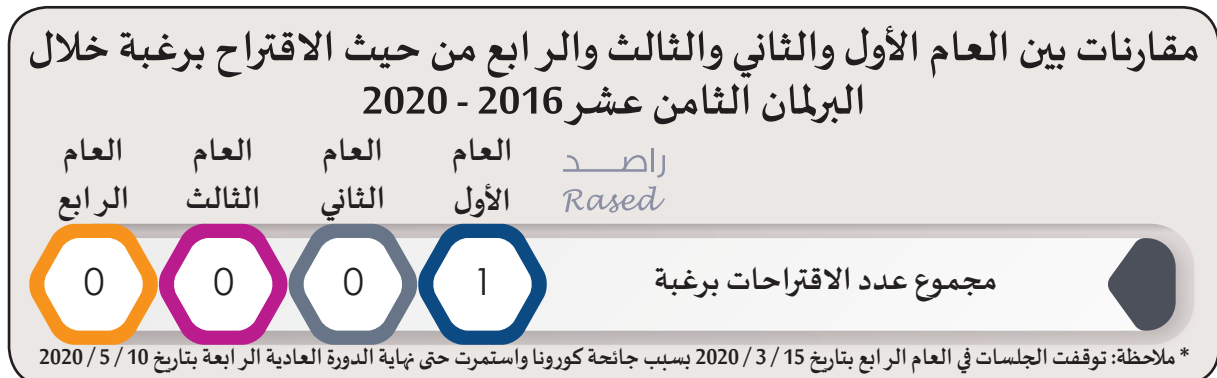 مقارنات بين العام الأول والثاني والثالث والرابع من حيث الاقتراح برغبة خلال
البرلمان الثامن عشر 2016 - 2020
راصد
Rased
العام الأول
العام الثاني
العام الثالث
العام الرابع
مجموع عدد الاقتراحات برغبة
1
0
0
0
* ملاحظة: توقفت الجلسات في العام الرابع بتاريخ 15 / 3 / 2020 بسبب جائحة كورونا واستمرت حتى نهاية الدورة العادية الرابعة بتاريخ 10 / 5 / 2020